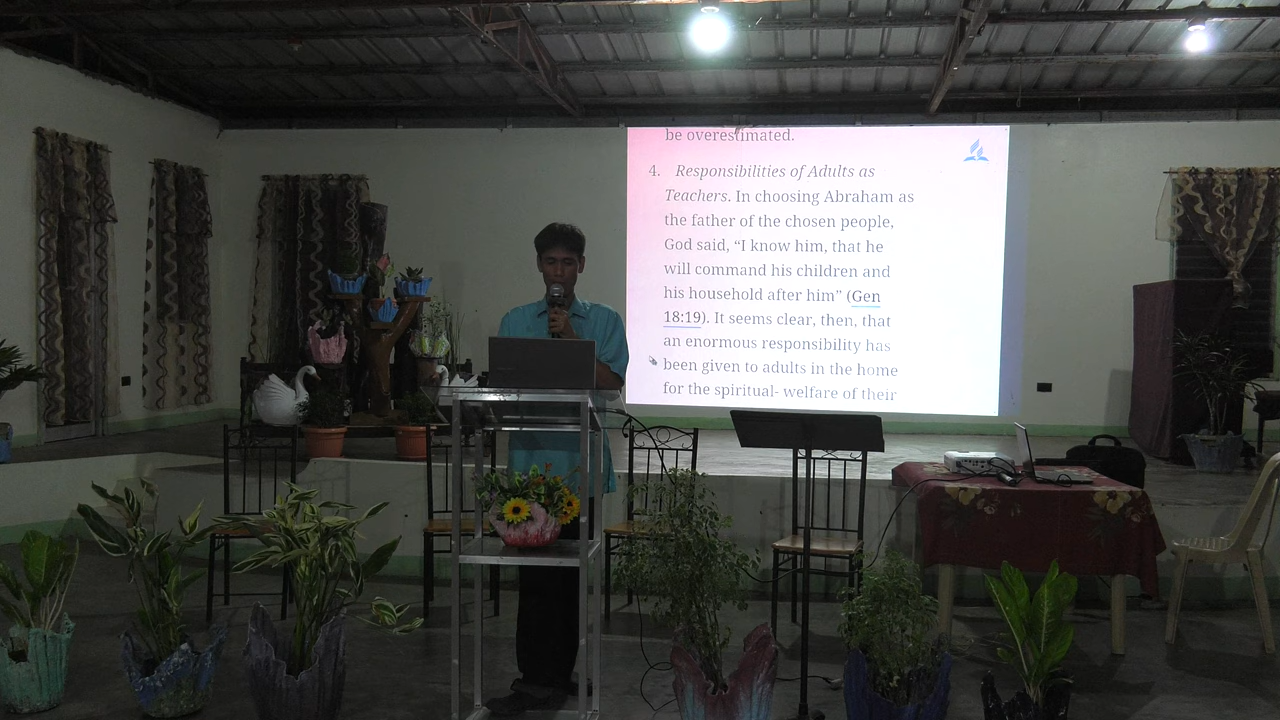 be overestimated.
4. Responsibilities of Adults as
Teachers. In choosing Abraham as
the father of the chosen people,
God said, “I know him, that he
will command his children and
his household after him” (Gen
18:19). It seems clear, then, that
an enormous responsibility has
been given to adults in the home
for the spiritual- welfare of their